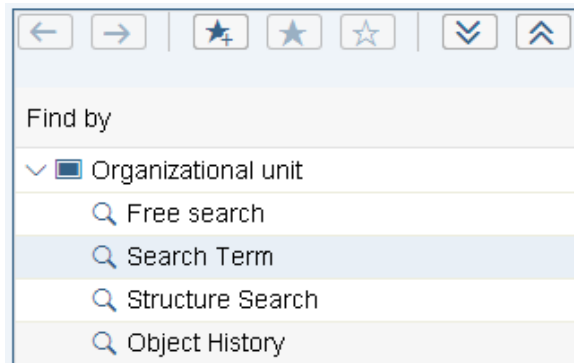 Find by
Organizational unit
Free search
Search Term
Structure Search
Object History